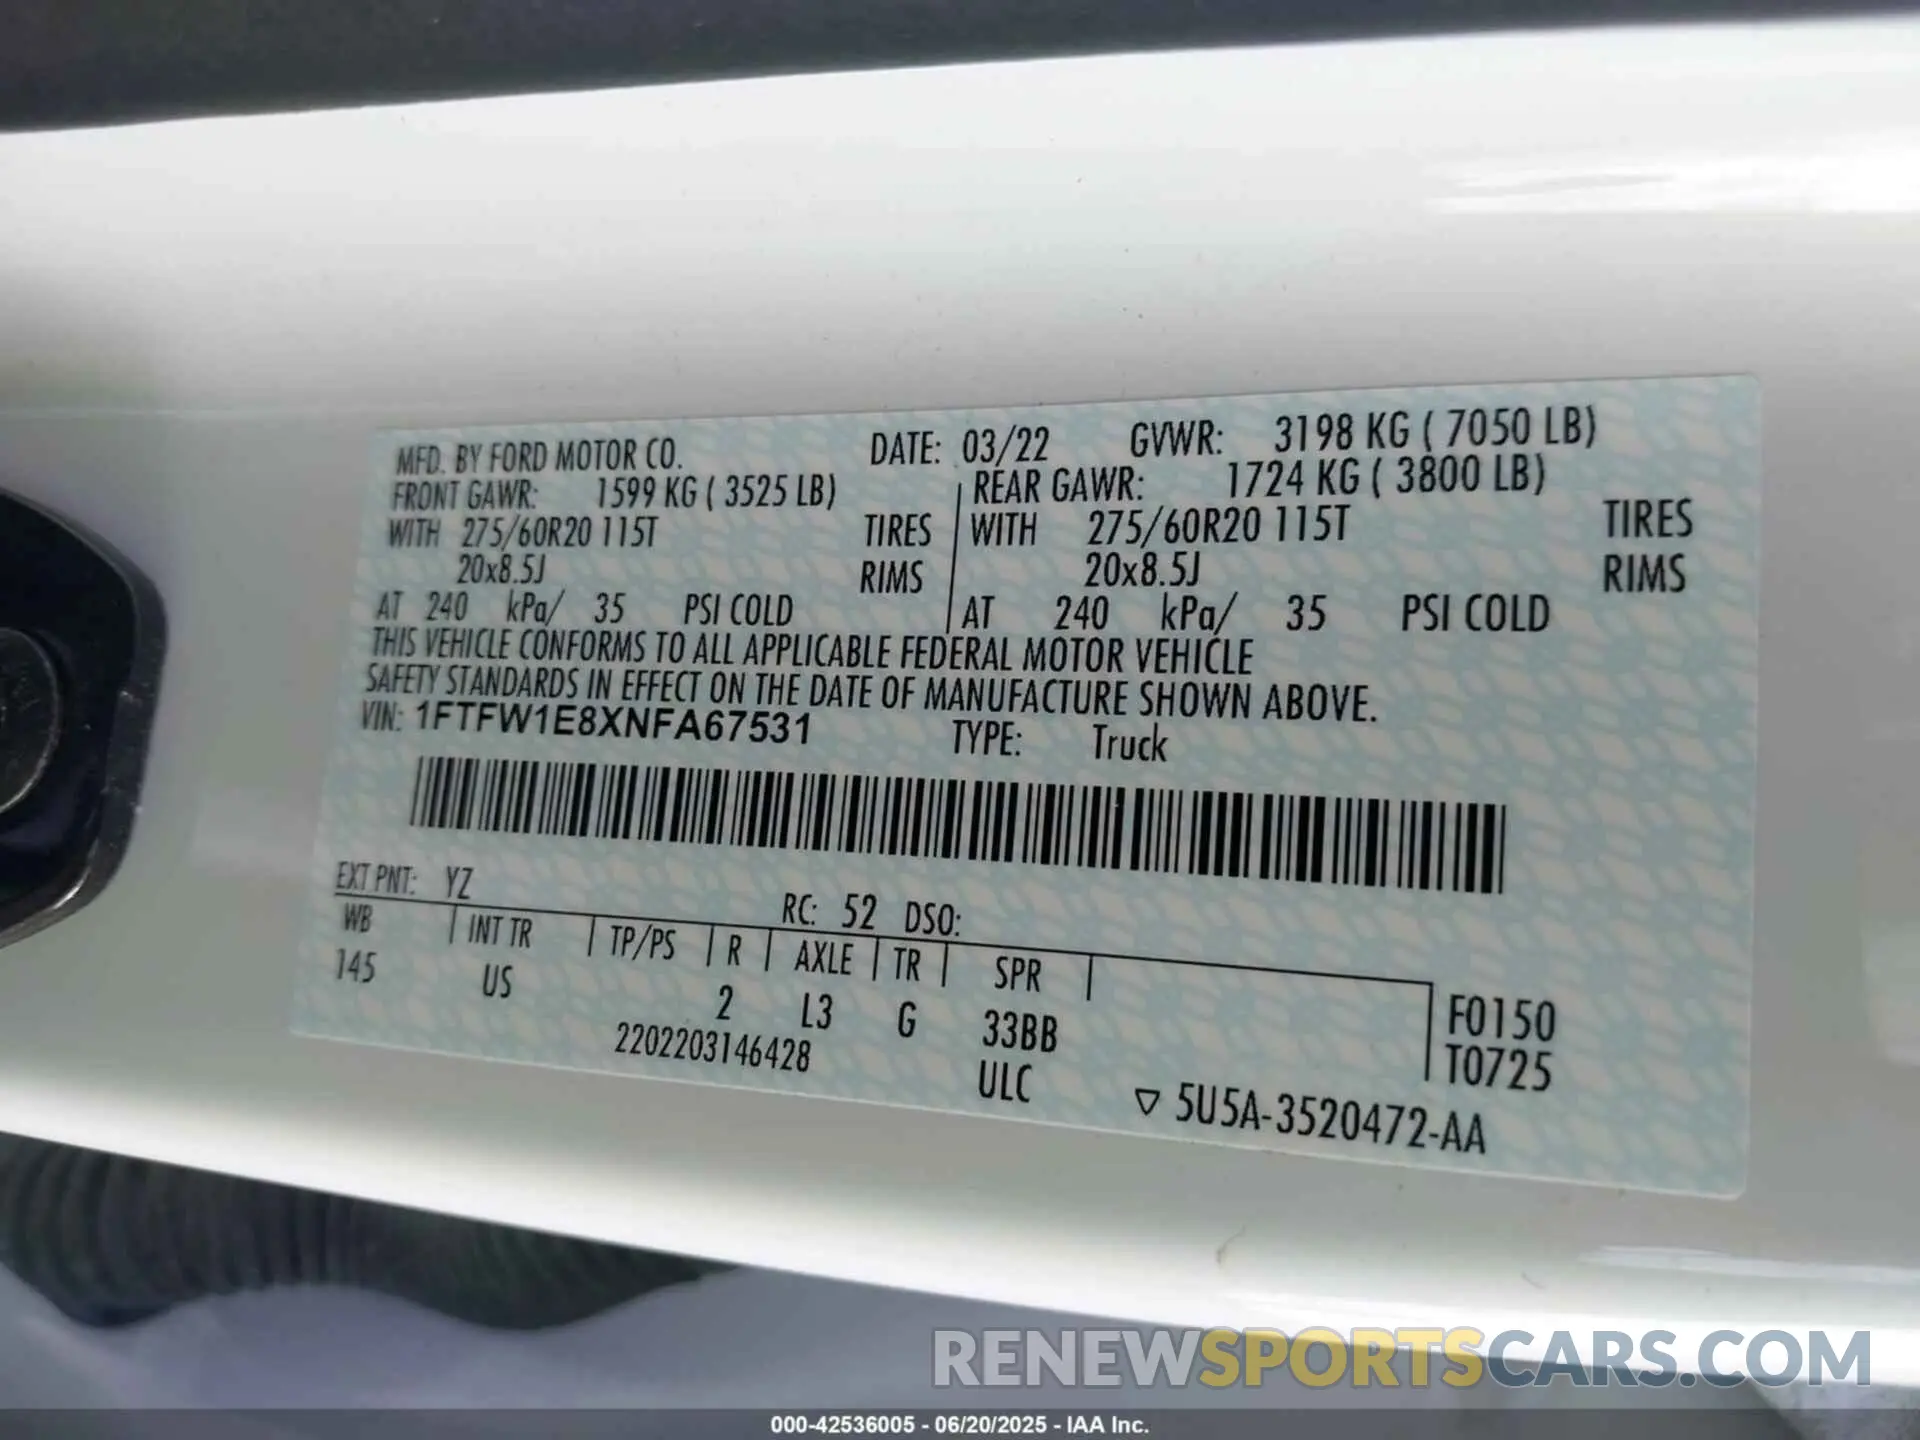 MFD. BY FORD MOTOR CO. DATE: 03/22 GVWR: 3198 KG ( 7050 LB)
FRONT GAWR: 1599 KG ( 3525 LB) REAR GAWR: 1724 KG ( 3800 LB)
WITH 275/60R20 115T TIRES WITH 275/60R20 115T TIRES
20x8.5J RIMS 20x8.5J RIMS
AT 240 kPa/ 35 PSI COLD AT 240 kPa/ 35 PSI COLD
THIS VEHICLE CONFORMS TO ALL APPLICABLE FEDERAL MOTOR VEHICLE
SAFETY STANDARDS IN EFFECT ON THE DATE OF MANUFACTURE SHOWN ABOVE.
VIN: 1FTFW1E8XNFA67531 TYPE: Truck
EXT PNT: YZ RC: 52 DSO:
WB INT TR TP/PS R AXLE TR SPR
145 US 2 L3 G 33BB F0150
2202203146428 ULC T0725
▽ 5U5A-3520472-AA
RENEWSPORTSCARS.COM
000-42536005 - 06/20/2025 - IAA Inc.